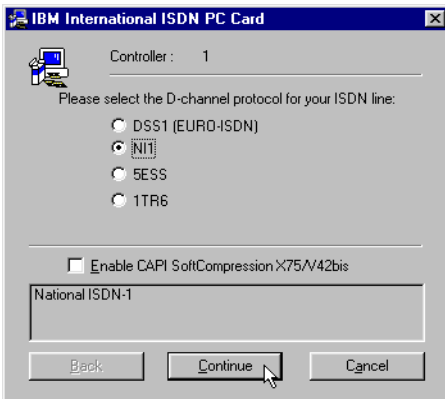 IBM International ISDN PC Card
Controller : 1
Please select the D-channel protocol for your ISDN line:
DSS1 (EURO-ISDN)
NI1
5ESS
1TR6
Enable CAPI SoftCompression X75/V42bis
National ISDN-1
Back Continue Cancel